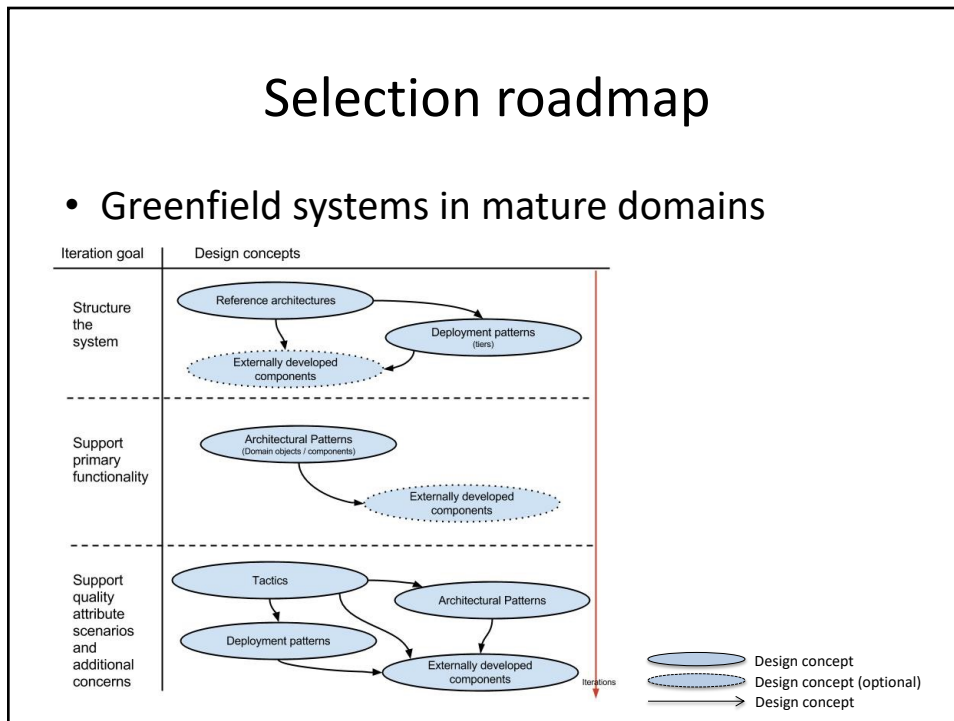 Selection roadmap
• Greenfield systems in mature domains
Iteration goal
Design concepts
Structure
the
system
Reference architectures
Deployment patterns
(tiers)
Externally developed
components
Support
primary
functionality
Architectural Patterns
(Domain objects / components)
Externally developed
components
Support
quality
attribute
scenarios
and
additional
concerns
Tactics
Architectural Patterns
Deployment patterns
Externally developed
components
Iterations
Design concept
Design concept (optional)
Design concept